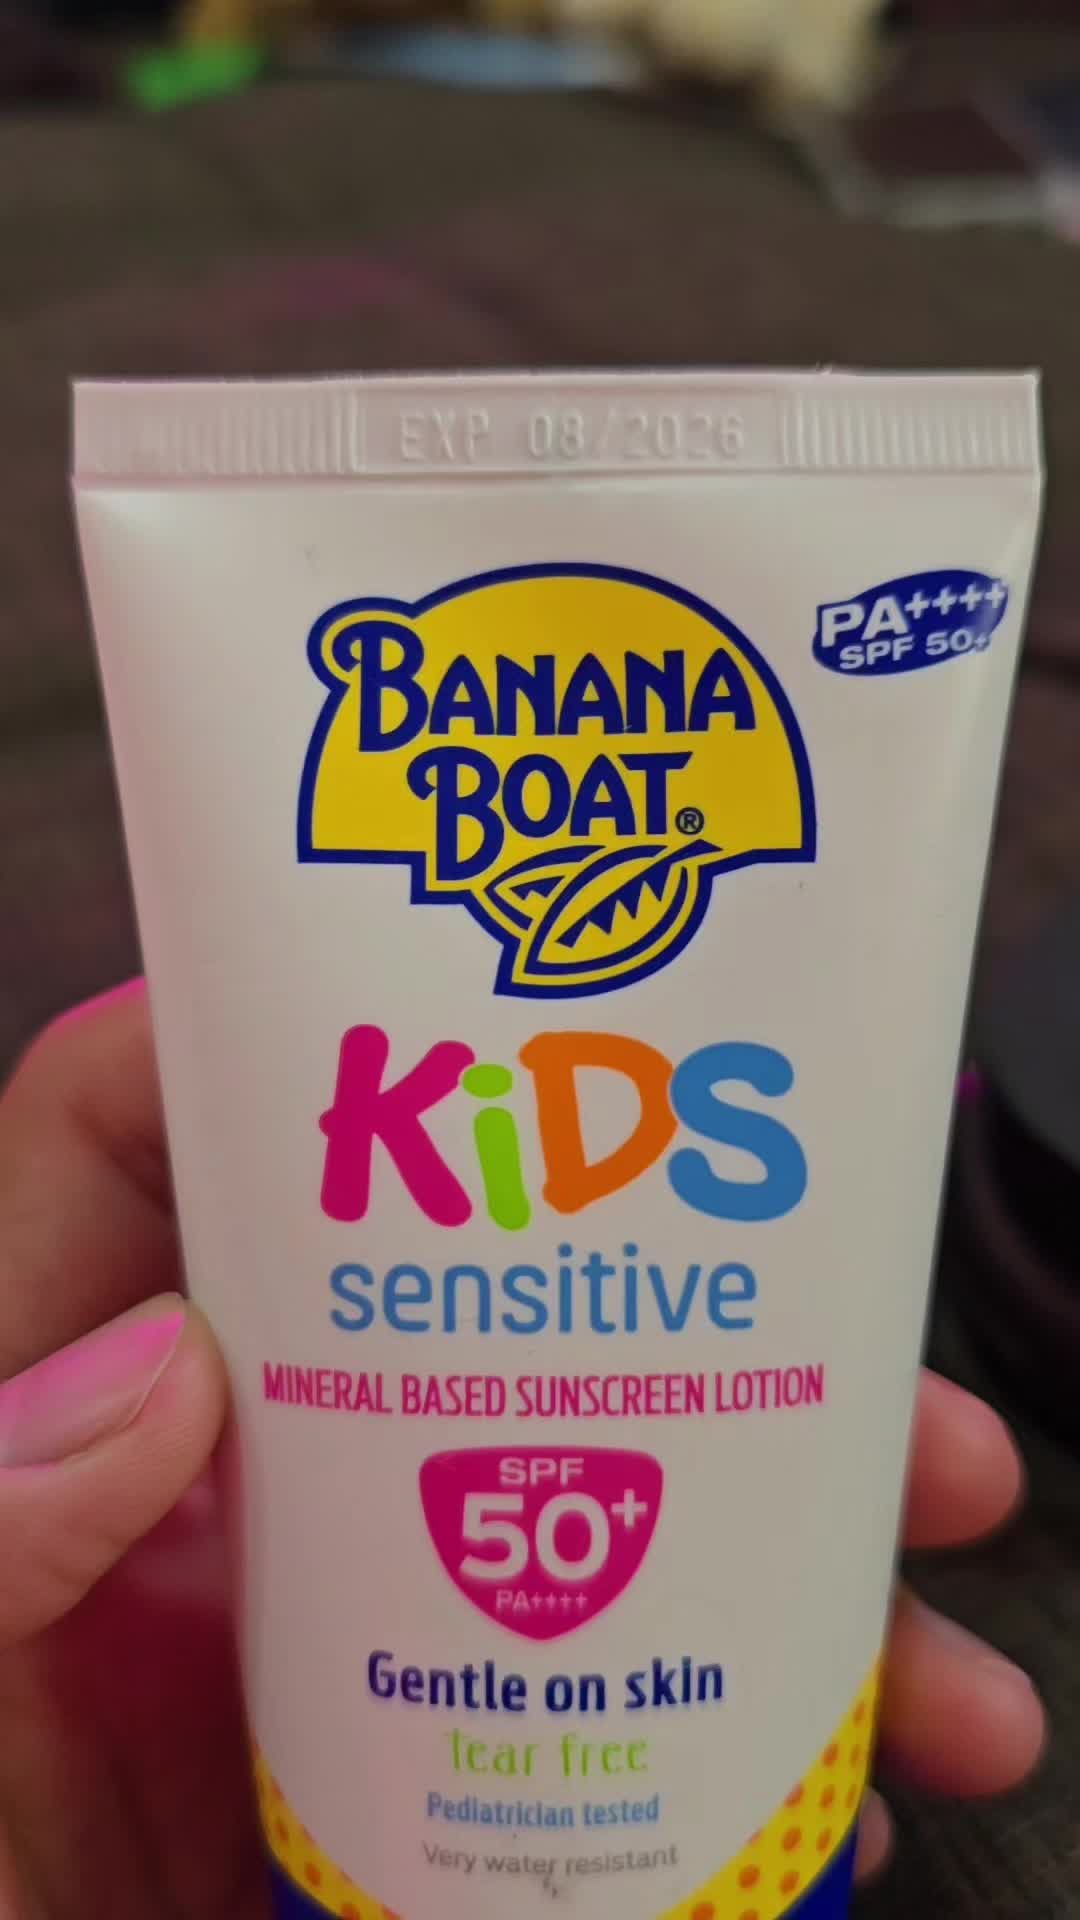 EXP 08/2026
PA++++
SPF 50+
BANANA
BOAT®
KiDS
sensitive
MINERAL BASED SUNSCREEN LOTION
SPF
50+
PA++++
Gentle on skin
Tear free
Pediatrician tested
Very water resistant